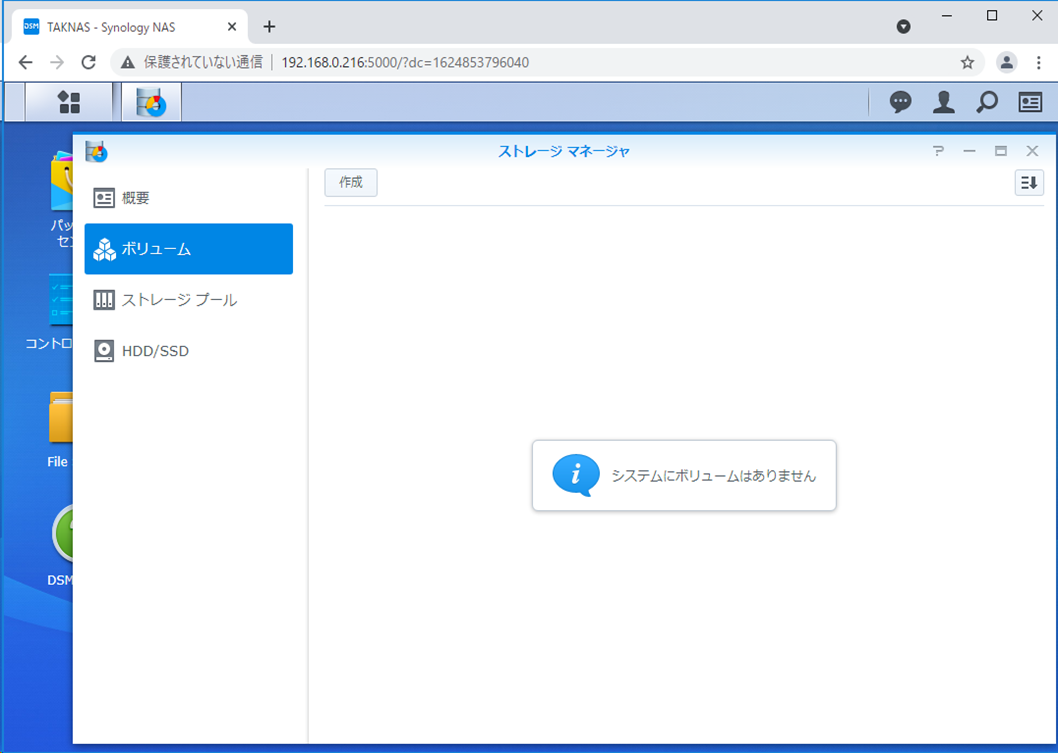 DSM TAKNAS - Synology NAS
保護されていない通信 192.168.0.216:5000/?dc=1624853796040
ストレージ マネージャ
作成
概要
ボリューム
ストレージ プール
HDD/SSD
パッ
セン
コントロ
File
DSM
システムにボリュームはありません